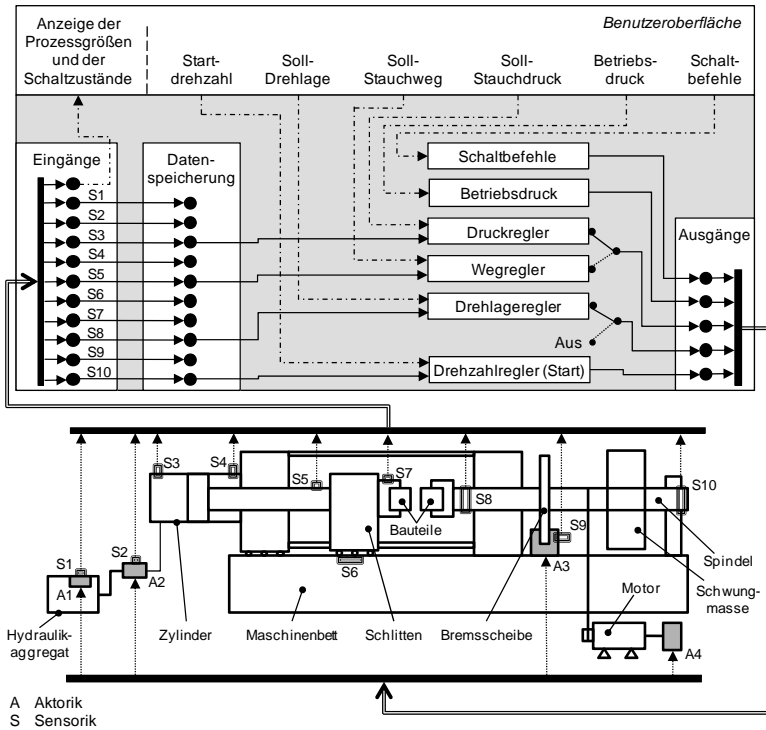 Anzeige der
Prozessgrößen
und der
Schaltzustände
Benutzeroberfläche
Start-
drehzahl
Soll-
Drehlage
Soll-
Stauchweg
Soll-
Stauchdruck
Betriebs-
druck
Schalt-
befehle
Eingänge
Daten-
speicherung
S1
S2
S3
S4
S5
S6
S7
S8
S9
S10
Schaltbefehle
Betriebsdruck
Druckregler
Wegregler
Drehlageregler
Aus
Drehzahlregler (Start)
Ausgänge
S3
S4
S5
S7
S8
S10
Bauteile
S9
S1
S2
A1
A2
S6
A3
Spindel
Schwung-
masse
Motor
Hydraulik-
aggregat
Zylinder
Maschinenbett
Schlitten
Bremsscheibe
A4
A Aktorik
S Sensorik